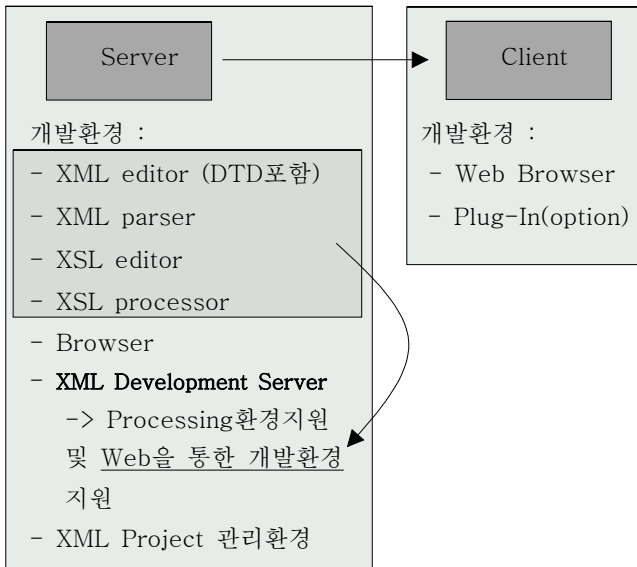 Server
개발환경 :
- XML editor (DTD포함)
- XML parser
- XSL editor
- XSL processor
- Browser
- XML Development Server
-> Processing환경지원
및 Web을 통한 개발환경
지원
- XML Project 관리환경
Client
개발환경 :
- Web Browser
- Plug-In(option)